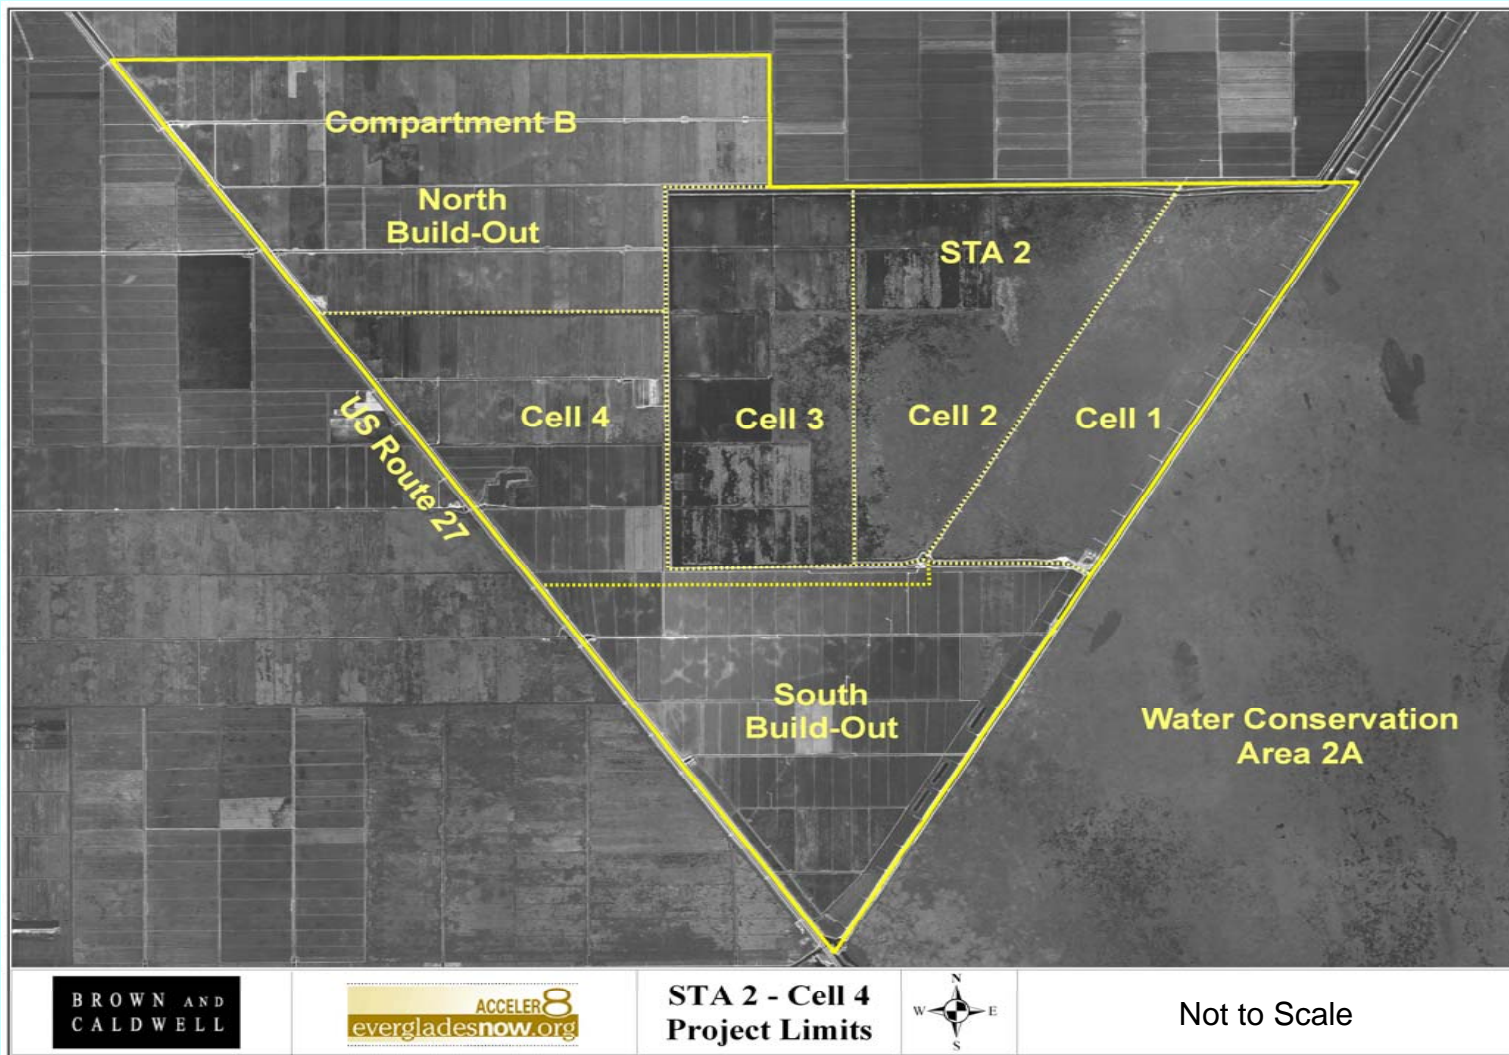 Compartment B
North
Build-Out
STA 2
Cell 4
Cell 3
Cell 2
Cell 1
US Route 27
South
Build-Out
Water Conservation
Area 2A
BROWN AND
CALDWELL
ACCELER8
evergladesnow.org
STA 2 - Cell 4
Project Limits
N
W
E
S
Not to Scale